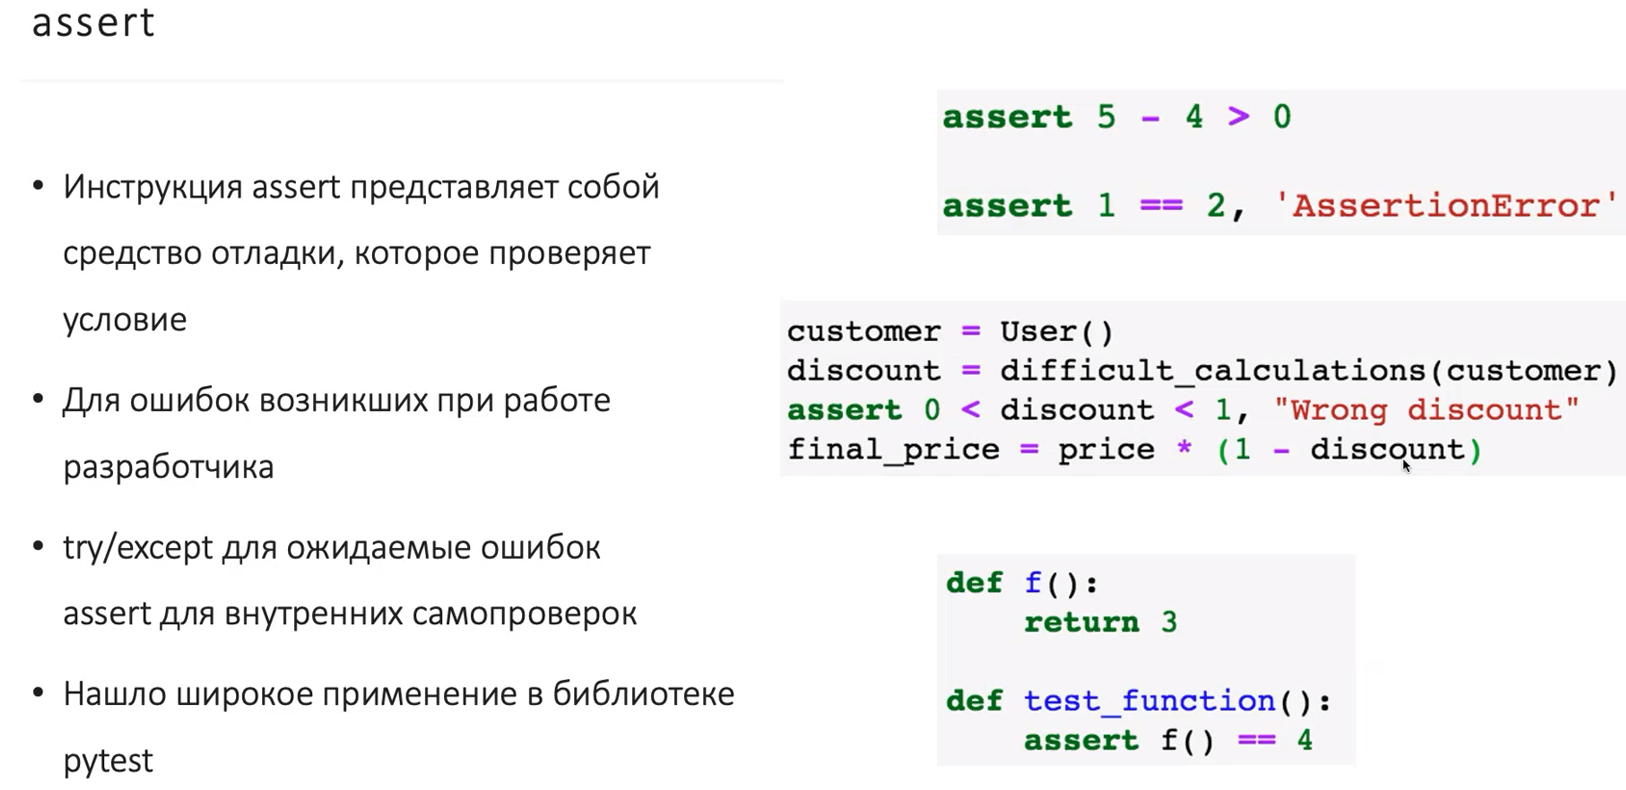 assert
• Инструкция assert представляет собой
средство отладки, которое проверяет
условие
• Для ошибок возникших при работе
разработчика
• try/except для ожидаемые ошибок
assert для внутренних самопроверок
• Нашло широкое применение в библиотеке
pytest
assert 5 - 4 > 0
assert 1 == 2, 'AssertionError'
customer = User()
discount = difficult_calculations(customer)
assert 0 < discount < 1, "Wrong discount"
final_price = price * (1 - discount)
def f():
    return 3
def test_function():
    assert f() == 4